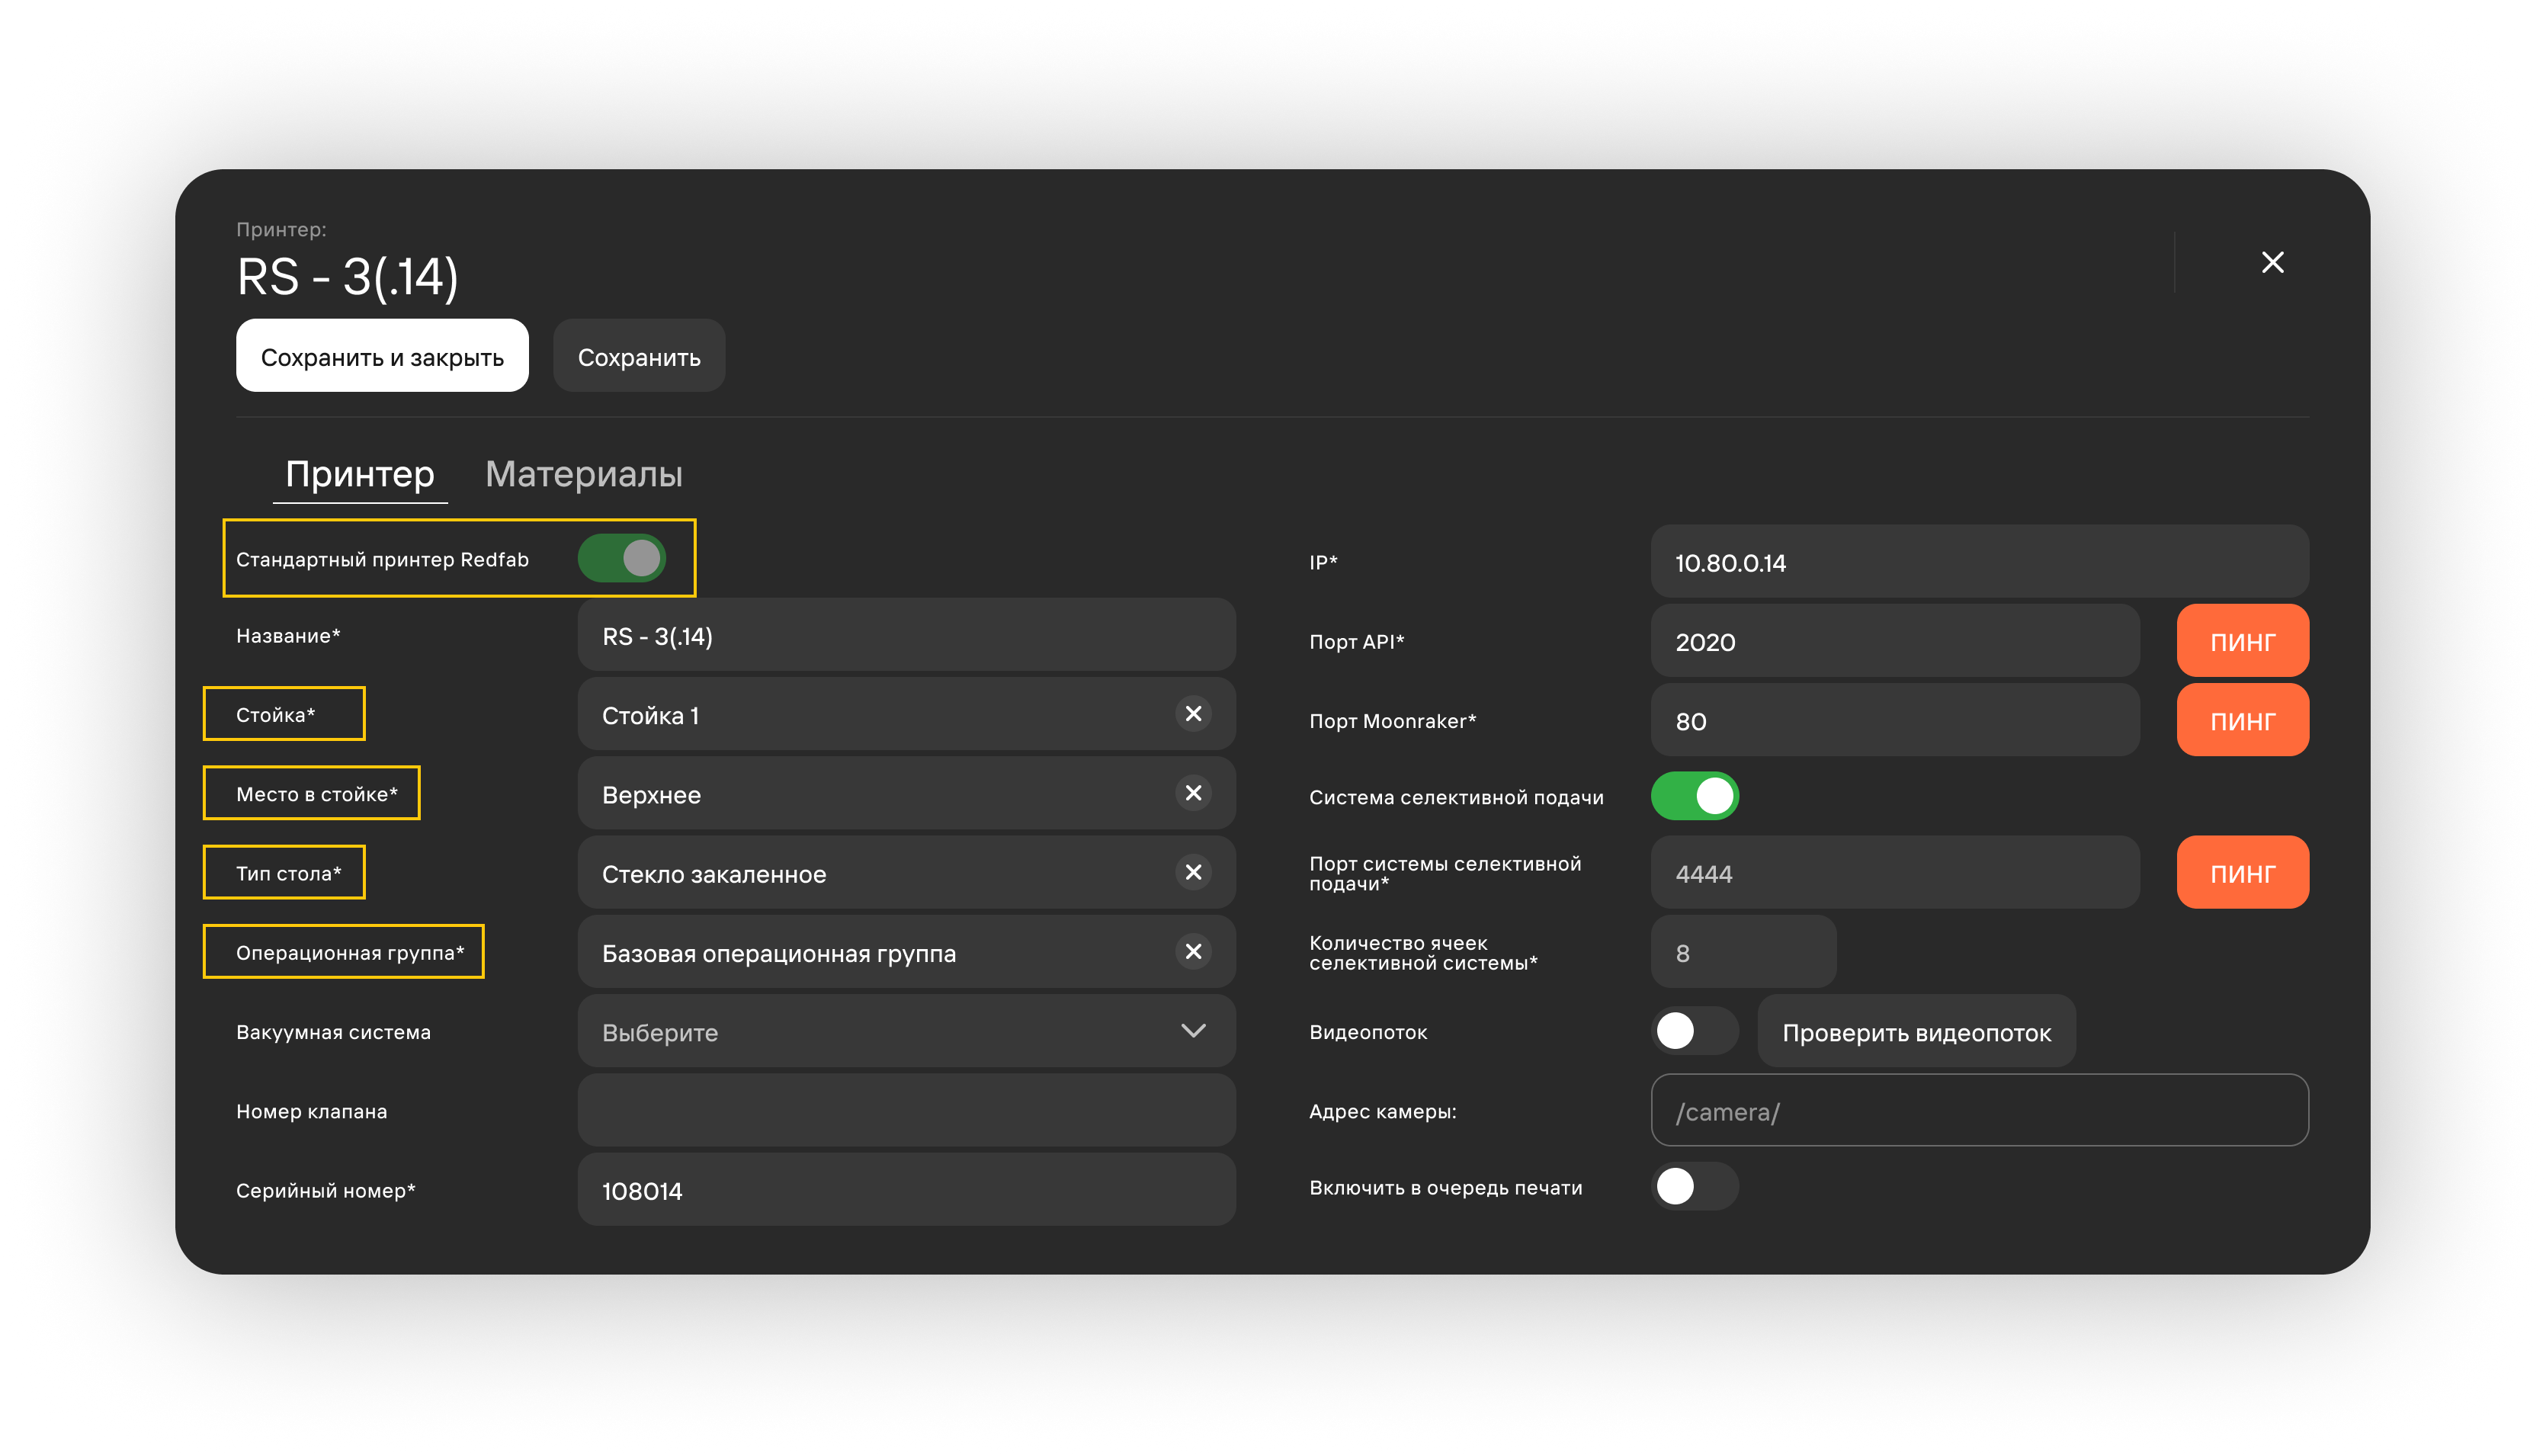 Принтер:
RS - 3(.14)
Сохранить и закрыть
Сохранить
Принтер
Материалы
Стандартный принтер Redfab
Название*
RS - 3(.14)
Стойка*
Стойка 1
Место в стойке*
Верхнее
Тип стола*
Стекло закаленное
Операционная группа*
Базовая операционная группа
Вакуумная система
Выберите
Номер клапана
Серийный номер*
108014
IP*
10.80.0.14
Порт API*
2020
ПИНГ
Порт Moonraker*
80
ПИНГ
Система селективной подачи
Порт системы селективной
подачи*
4444
ПИНГ
Количество ячеек
селективной системы*
8
Видеопоток
Проверить видеопоток
Адрес камеры:
/camera/
Включить в очередь печати